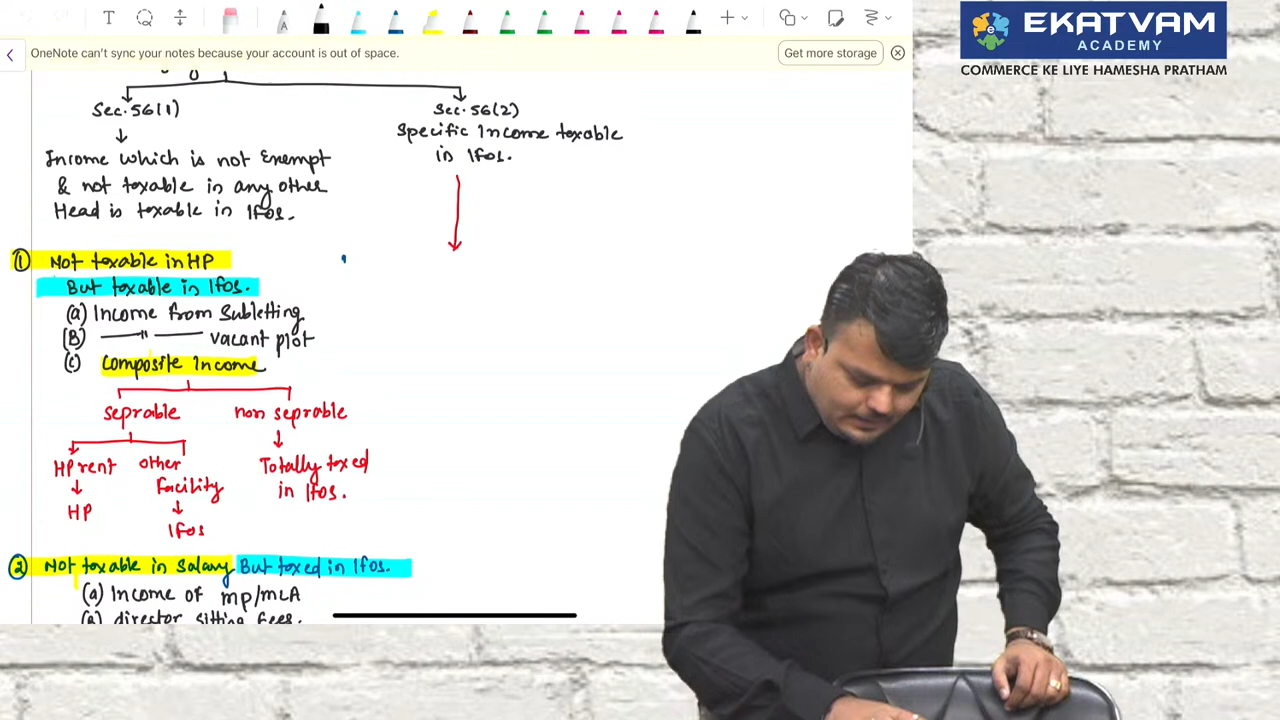 OneNote can't sync your notes because your account is out of space.
Get more storage
EKATVAM
ACADEMY
COMMERCE KE LIYE HAMESHA PRATHAM
Sec.56(1)
Income which is not Exempt
& not taxable in any other
Head is taxable in Ifos.
Sec.56(2)
Specific Income taxable
in Ifos.
① Not taxable in HP
But taxable in Ifos.
(a) Income from Subletting
(B) —〃— vacant plot
(c) Composite Income
Seprable
non seprable
HP rent
HP
other
facility
Ifos
Totally taxed
in Ifos.
② Not taxable in Salary But taxed in Ifos.
(a) Income of MP/MLA
(a) director sitting fees.